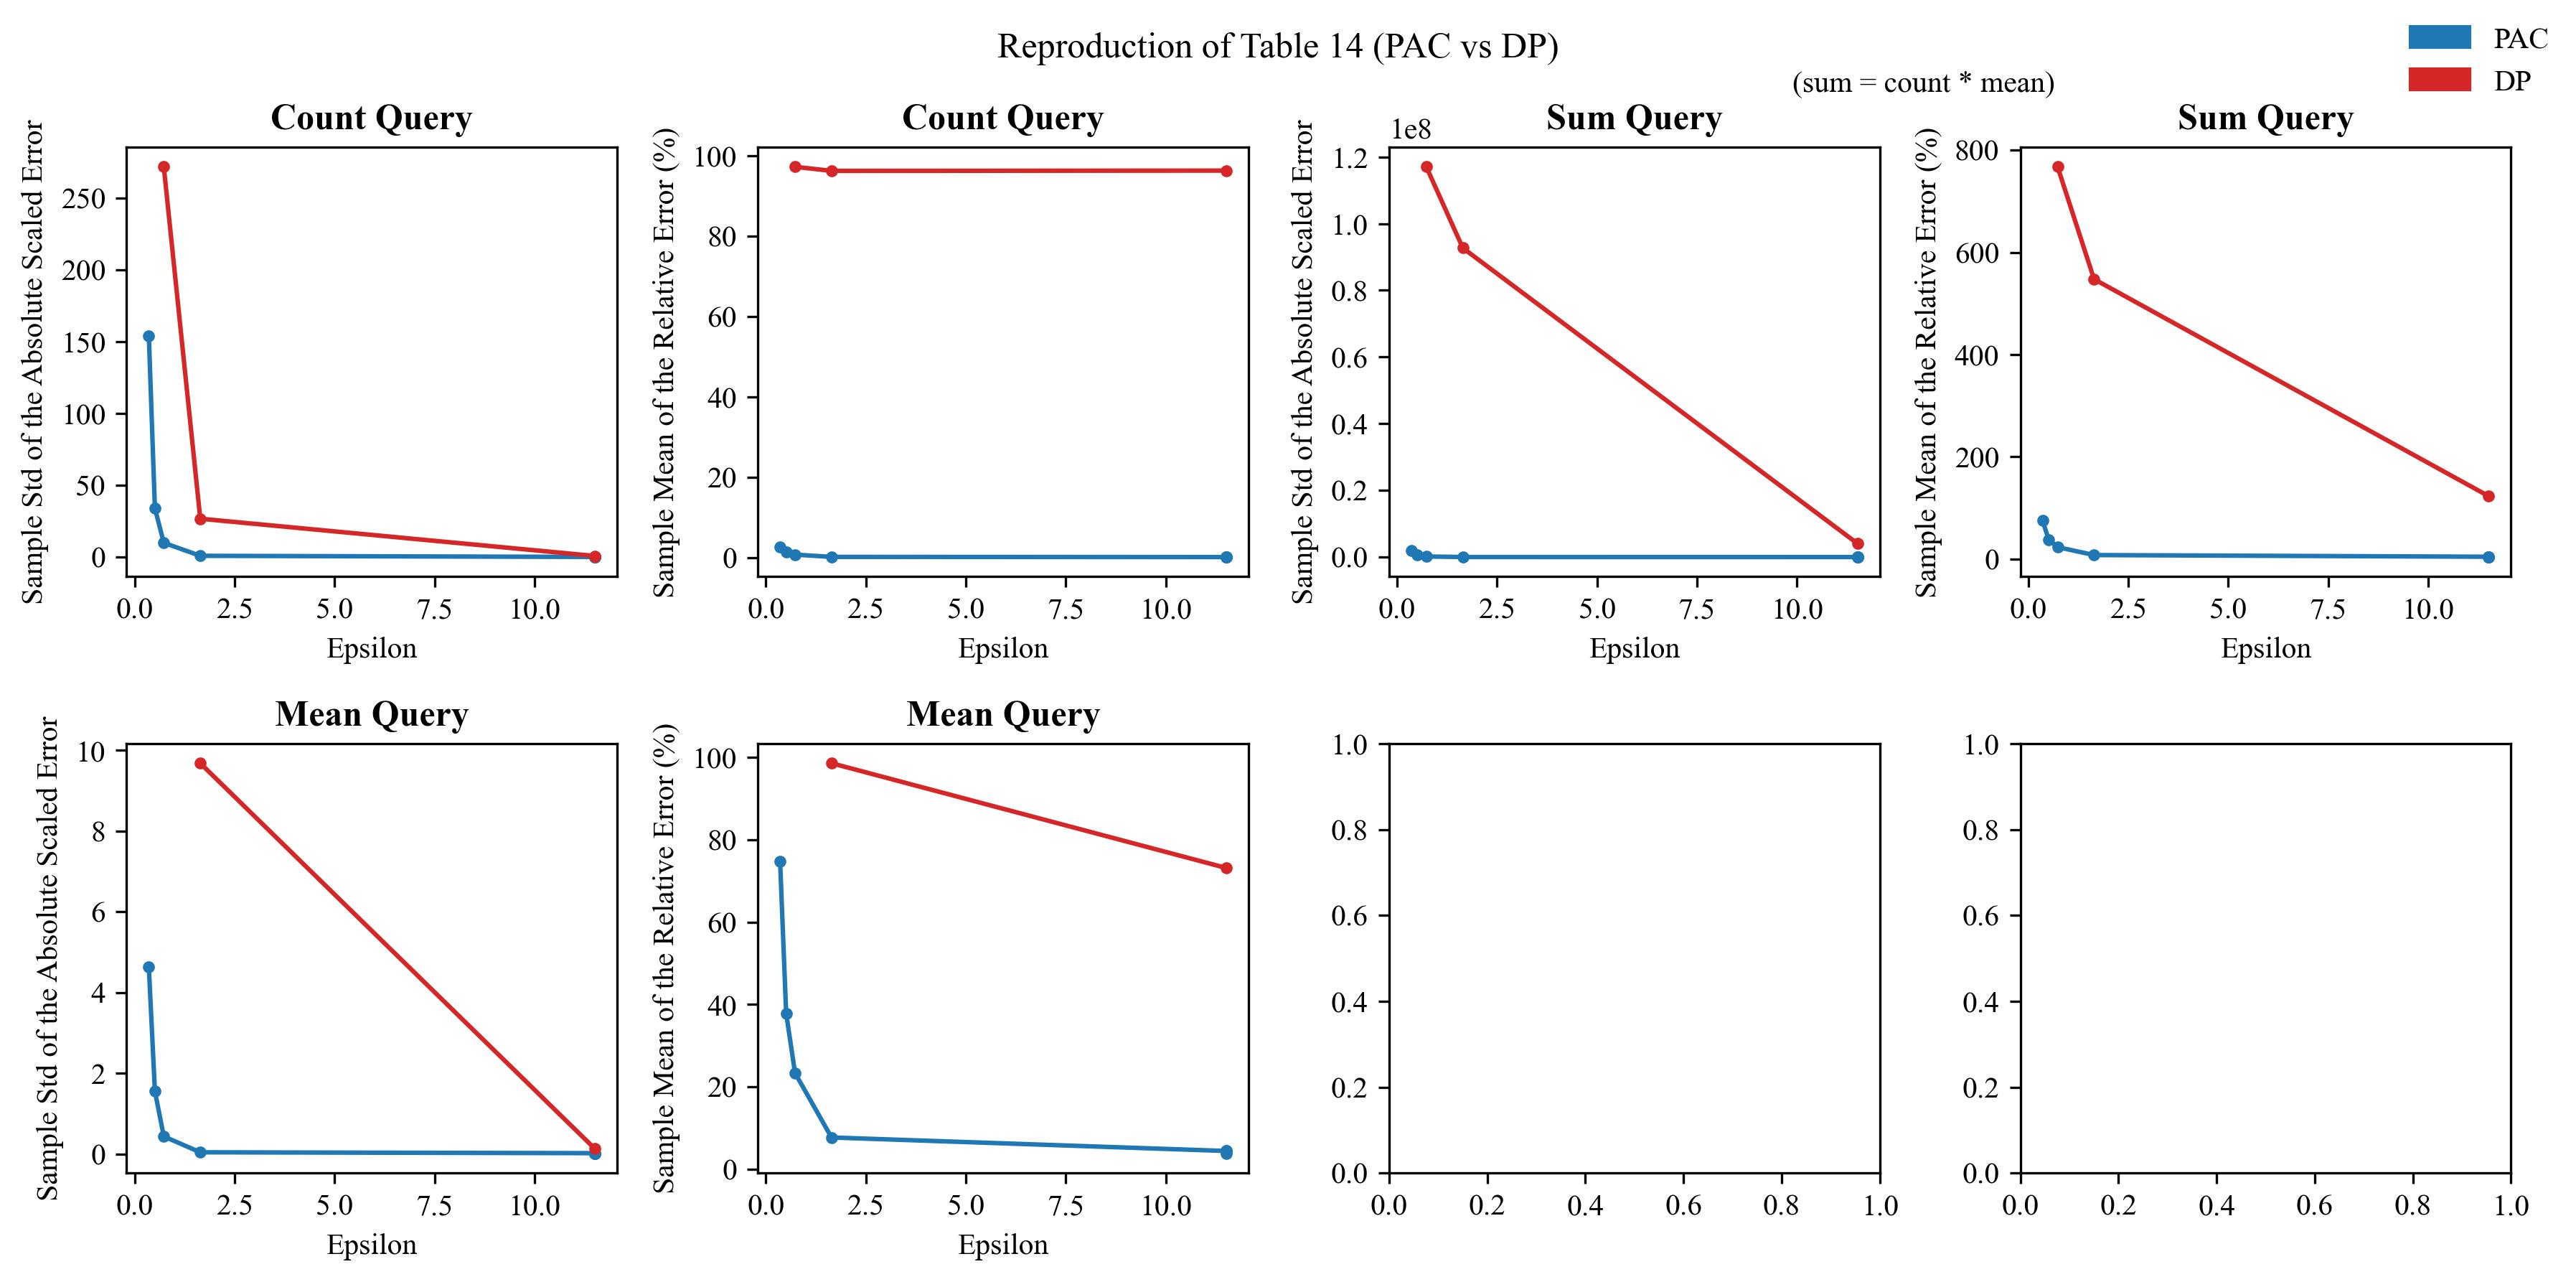 Reproduction of Table 14 (PAC vs DP)
PAC
DP
(sum = count * mean)
Count Query
Sample Std of the Absolute Scaled Error
250
200
150
100
50
0
0.0 2.5 5.0 7.5 10.0
Epsilon
Count Query
Sample Mean of the Relative Error (%)
100
80
60
40
20
0
0.0 2.5 5.0 7.5 10.0
Epsilon
Sum Query
1e8
Sample Std of the Absolute Scaled Error
1.2
1.0
0.8
0.6
0.4
0.2
0.0
0.0 2.5 5.0 7.5 10.0
Epsilon
Sum Query
Sample Mean of the Relative Error (%)
800
600
400
200
0
0.0 2.5 5.0 7.5 10.0
Epsilon
Mean Query
Sample Std of the Absolute Scaled Error
10
8
6
4
2
0
0.0 2.5 5.0 7.5 10.0
Epsilon
Mean Query
Sample Mean of the Relative Error (%)
100
80
60
40
20
0
0.0 2.5 5.0 7.5 10.0
Epsilon
1.0
0.8
0.6
0.4
0.2
0.0
0.0 0.2 0.4 0.6 0.8 1.0
1.0
0.8
0.6
0.4
0.2
0.0
0.0 0.2 0.4 0.6 0.8 1.0